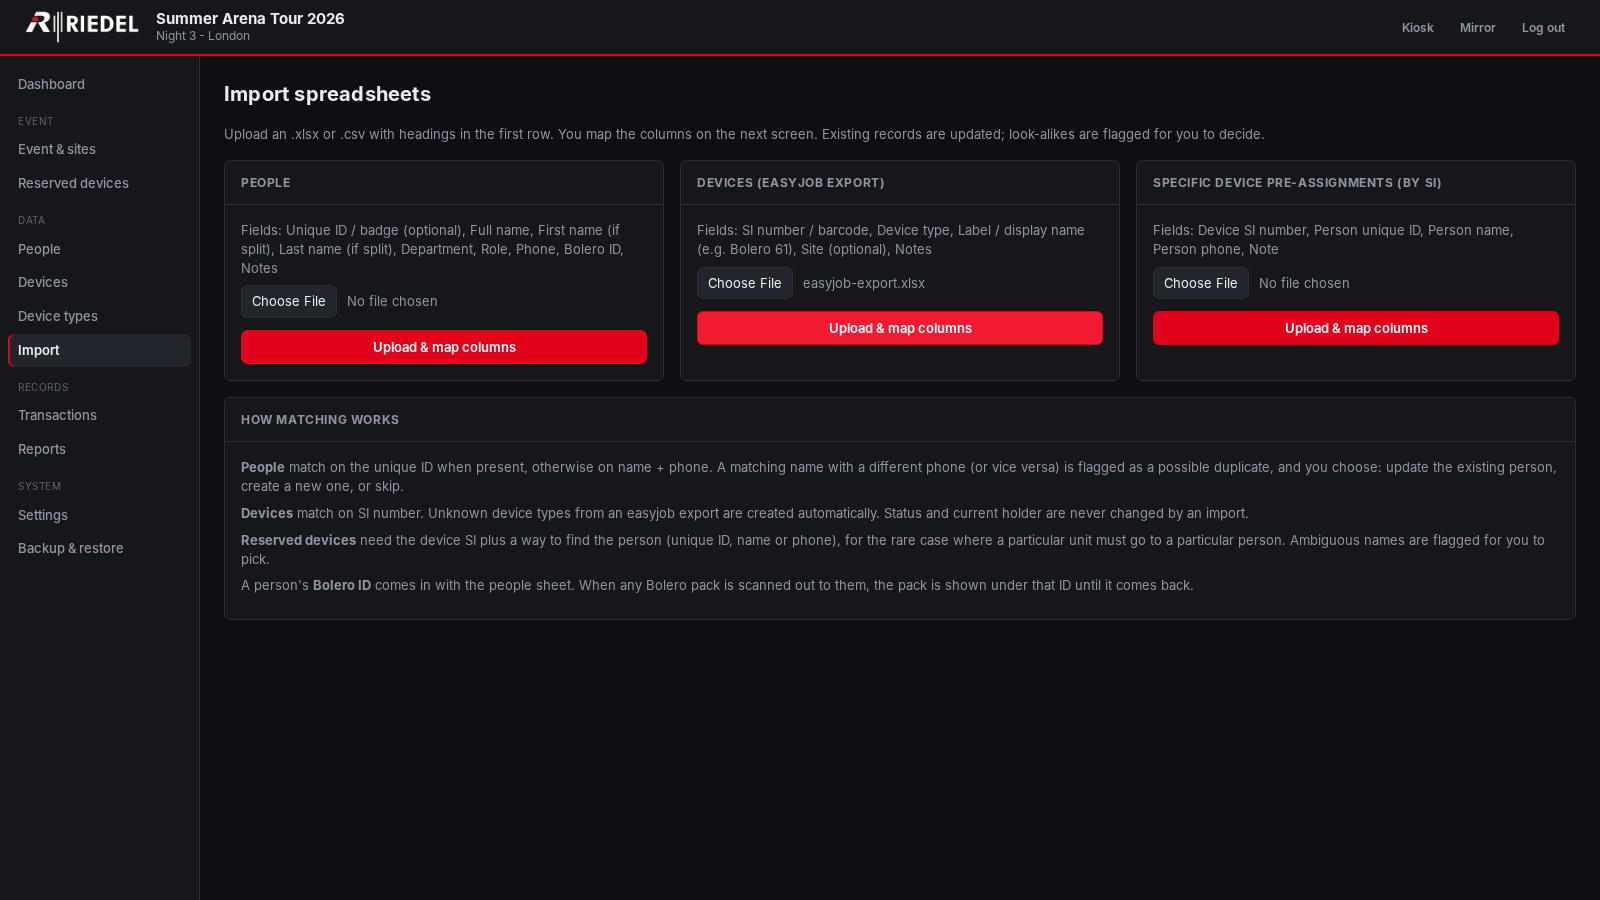 RIEDEL
Summer Arena Tour 2026
Night 3 - London
Kiosk
Mirror
Log out
Dashboard
EVENT
Event & sites
Reserved devices
DATA
People
Devices
Device types
Import
RECORDS
Transactions
Reports
SYSTEM
Settings
Backup & restore
Import spreadsheets
Upload an .xlsx or .csv with headings in the first row. You map the columns on the next screen. Existing records are updated; look-alikes are flagged for you to decide.
PEOPLE
Fields: Unique ID / badge (optional), Full name, First name (if
split), Last name (if split), Department, Role, Phone, Bolero ID,
Notes
Choose File No file chosen
Upload & map columns
DEVICES (EASYJOB EXPORT)
Fields: SI number / barcode, Device type, Label / display name
(e.g. Bolero 61), Site (optional), Notes
Choose File easyjob-export.xlsx
Upload & map columns
SPECIFIC DEVICE PRE-ASSIGNMENTS (BY SI)
Fields: Device SI number, Person unique ID, Person name,
Person phone, Note
Choose File No file chosen
Upload & map columns
HOW MATCHING WORKS
People match on the unique ID when present, otherwise on name + phone. A matching name with a different phone (or vice versa) is flagged as a possible duplicate, and you choose: update the existing person,
create a new one, or skip.
Devices match on SI number. Unknown device types from an easyjob export are created automatically. Status and current holder are never changed by an import.
Reserved devices need the device SI plus a way to find the person (unique ID, name or phone), for the rare case where a particular unit must go to a particular person. Ambiguous names are flagged for you to
pick.
A person's Bolero ID comes in with the people sheet. When any Bolero pack is scanned out to them, the pack is shown under that ID until it comes back.